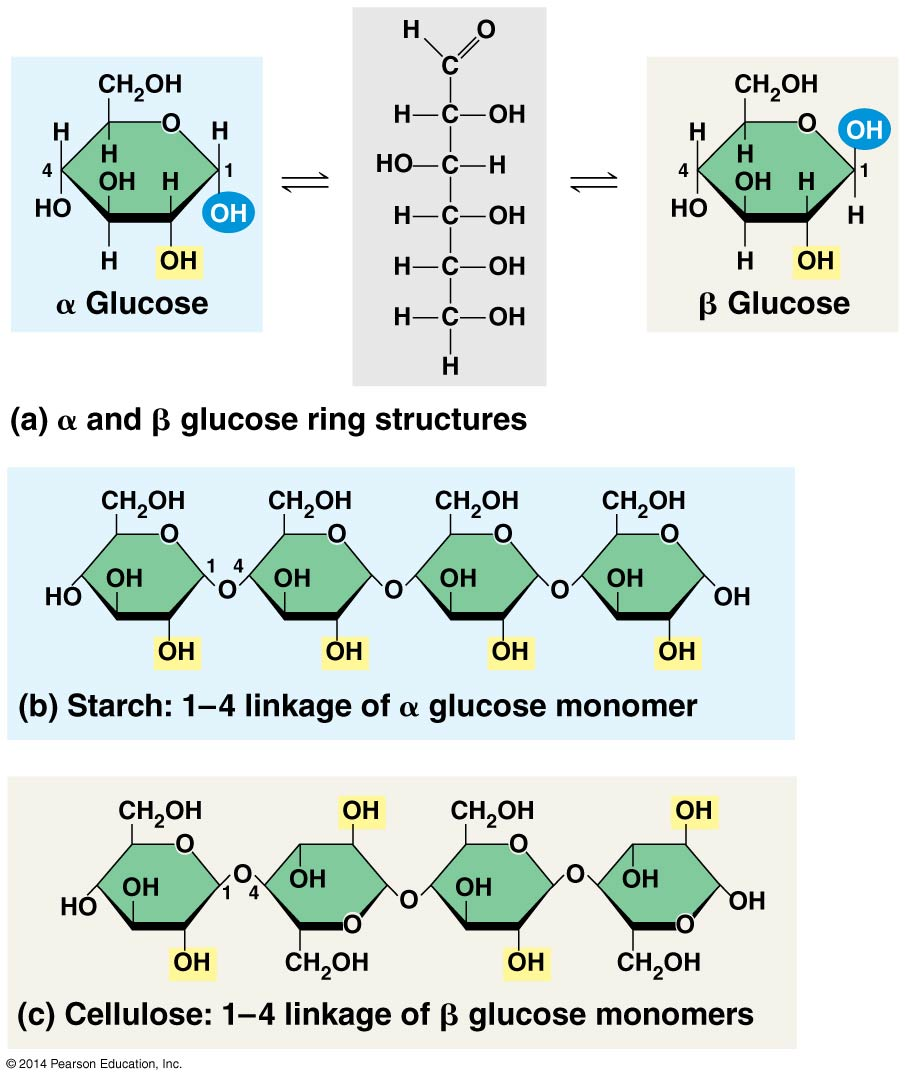 H O
C
CH₂OH
O
H H
4 H 1
OH H
HO OH
H OH
α Glucose
H—C—OH
HO—C—H
H—C—OH
H—C—OH
H—C—OH
H
CH₂OH
O OH
H
4 H 1
OH H
HO H
H OH
β Glucose
(a) α and β glucose ring structures
CH₂OH CH₂OH CH₂OH CH₂OH
O O O O
1 4
OH OH OH OH
HO O O O OH
OH OH OH OH
(b) Starch: 1–4 linkage of α glucose monomer
CH₂OH OH CH₂OH OH
O O
O O
OH OH OH OH
1 4
HO O OH
O O
OH CH₂OH OH CH₂OH
(c) Cellulose: 1–4 linkage of β glucose monomers
© 2014 Pearson Education, Inc.